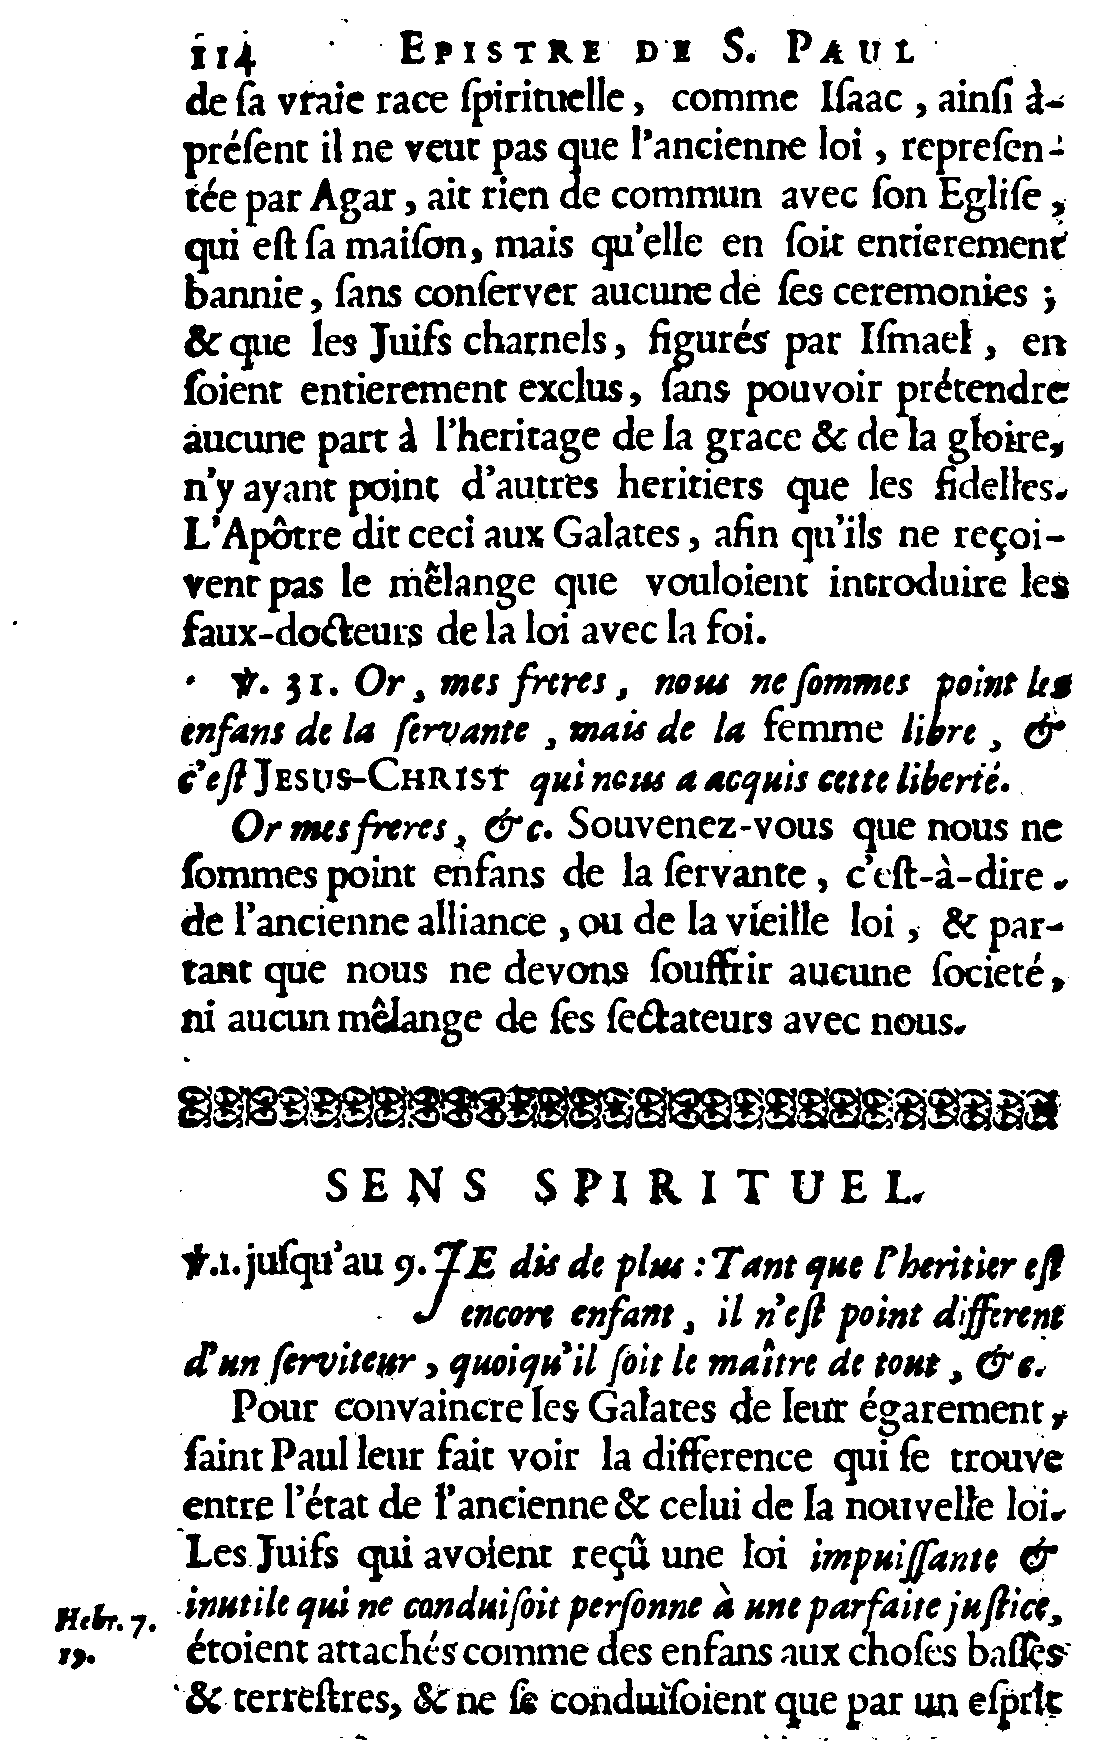 114 EPISTRE DE S. PAUL
de ſa vraie race ſpirituelle, comme Iſaac, ainſi à-
préſent il ne veut pas que l'ancienne loi, repreſen-
tée par Agar, ait rien de commun avec ſon Egliſe,
qui eſt ſa maiſon, mais qu'elle en ſoit entierement
bannie, ſans conſerver aucune de ſes ceremonies ;
& que les Juifs charnels, figurés par Iſmael, en
ſoient entierement exclus, ſans pouvoir prétendre
aucune part à l'heritage de la grace & de la gloire,
n'y ayant point d'autres heritiers que les fidelles.
L'Apôtre dit ceci aux Galates, afin qu'ils ne reçoi-
vent pas le mêlange que vouloient introduire les
faux-docteurs de la loi avec la foi.
℣. 31. Or, mes freres, nous ne ſommes point les
enfans de la ſervante, mais de la femme libre, &
c'eſt JESUS-CHRIST qui nous a acquis cette liberté.
Or mes freres, &c. Souvenez-vous que nous ne
ſommes point enfans de la ſervante, c'eſt-à-dire
de l'ancienne alliance, ou de la vieille loi, & par-
tant que nous ne devons ſouffrir aucune ſocieté,
ni aucun mêlange de ſes ſectateurs avec nous.
SENS SPIRITUEL.
℣.1. juſqu'au 9. JE dis de plus : Tant que l'heritier eſt
encore enfant, il n'eſt point different
d'un ſerviteur, quoiqu'il ſoit le maître de tout, &c.
Pour convaincre les Galates de leur égarement,
ſaint Paul leur fait voir la difference qui ſe trouve
entre l'état de l'ancienne & celui de la nouvelle loi.
Les Juifs qui avoient reçû une loi impuiſſante &
inutile qui ne conduiſoit perſonne à une parfaite juſtice,
Hebr. 7.
19.
étoient attachés comme des enfans aux choſes baſſes
& terreſtres, & ne ſe conduiſoient que par un eſprit